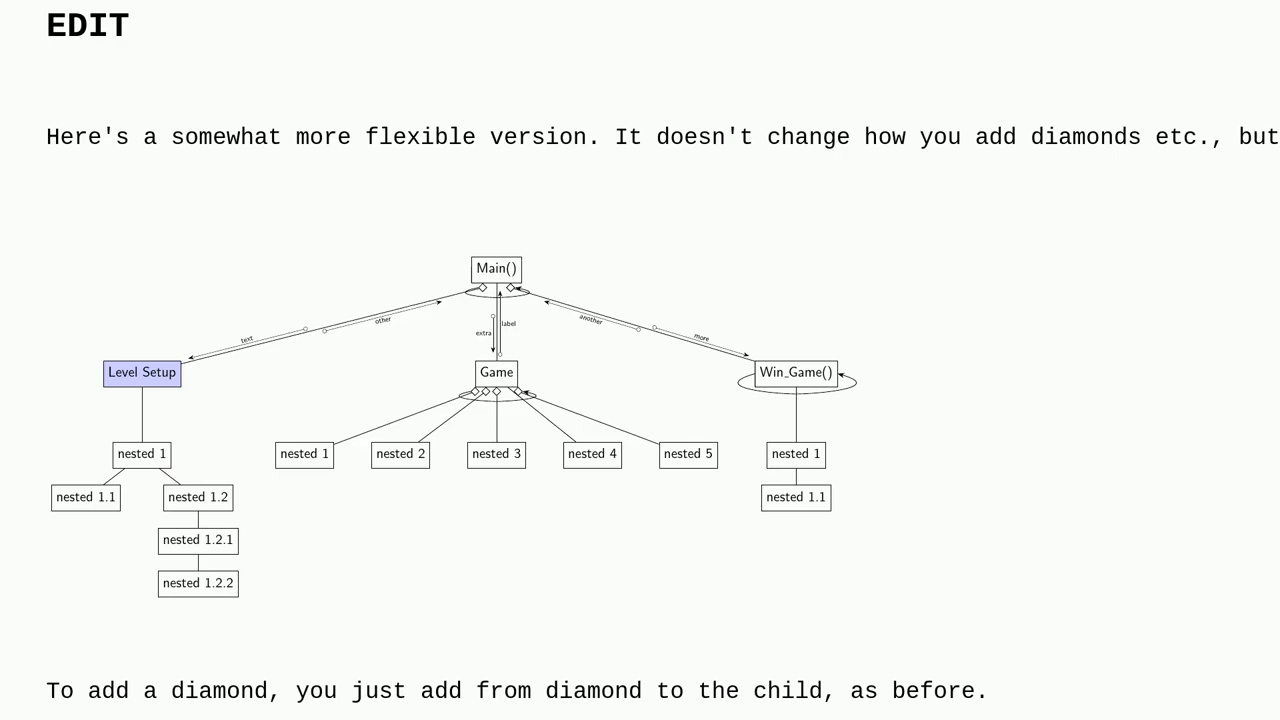 EDIT
Here's a somewhat more flexible version. It doesn't change how you add diamonds etc., but
Main()
text
other
extra
label
another
more
Level Setup
Game
Win_Game()
nested 1
nested 1
nested 2
nested 3
nested 4
nested 5
nested 1
nested 1.1
nested 1.2
nested 1.1
nested 1.2.1
nested 1.2.2
To add a diamond, you just add from diamond to the child, as before.